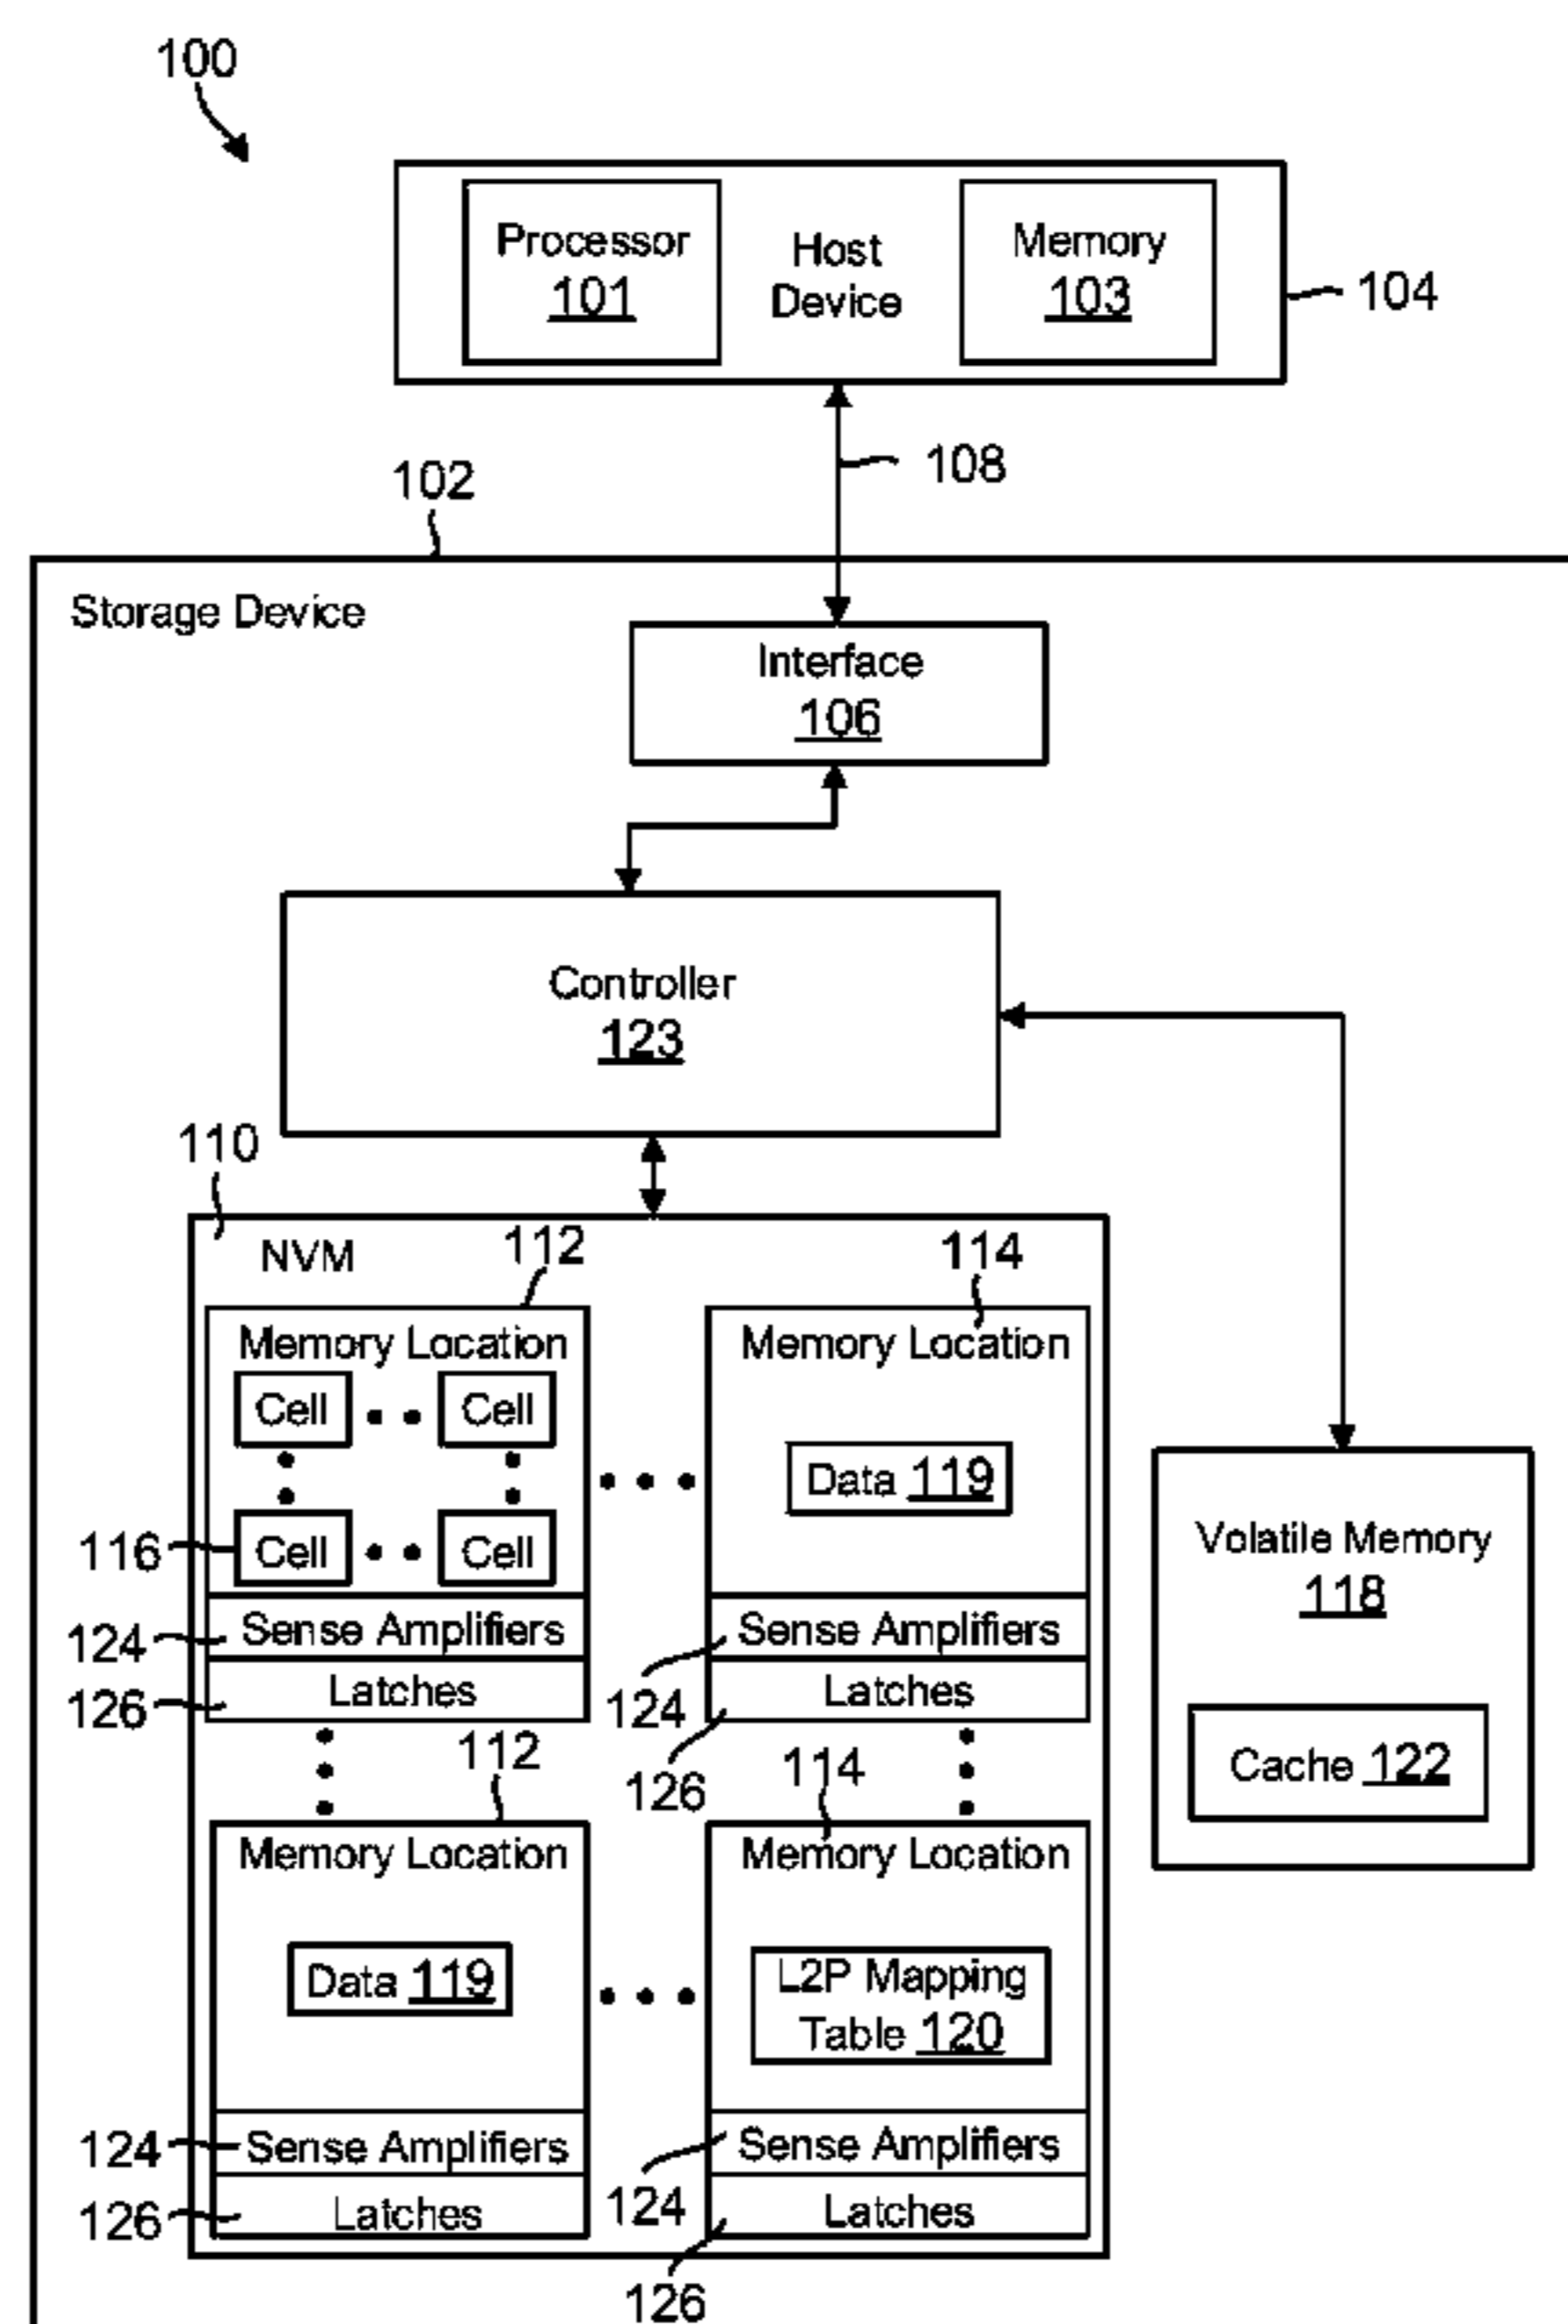 100
Processor
101
Host
Device
Memory
103
104
108
102
Storage Device
Interface
106
Controller
123
110
NVM
112
114
Memory Location
Cell
Cell
Cell
Cell
116
Sense Amplifiers
124
Latches
126
Memory Location
Data 119
Sense Amplifiers
124
Latches
126
Volatile Memory
118
Cache 122
112
114
Memory Location
Data 119
Sense Amplifiers
124
Latches
126
Memory Location
L2P Mapping
Table 120
Sense Amplifiers
124
Latches
126